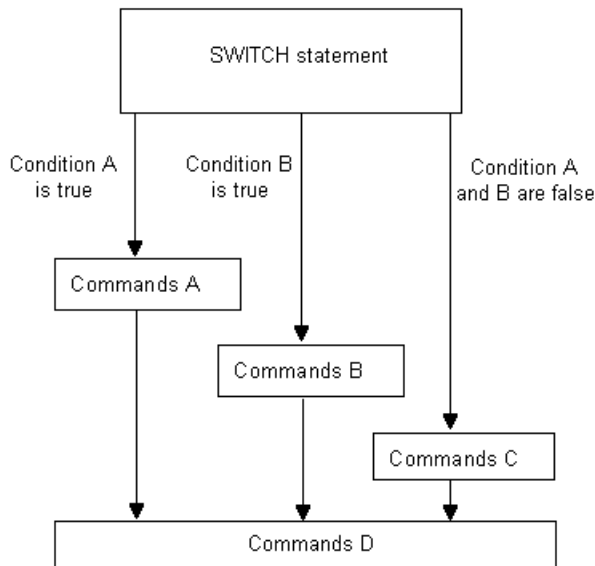 SWITCH statement
Condition A
is true
Condition B
is true
Condition A
and B are false
Commands A
Commands B
Commands C
Commands D